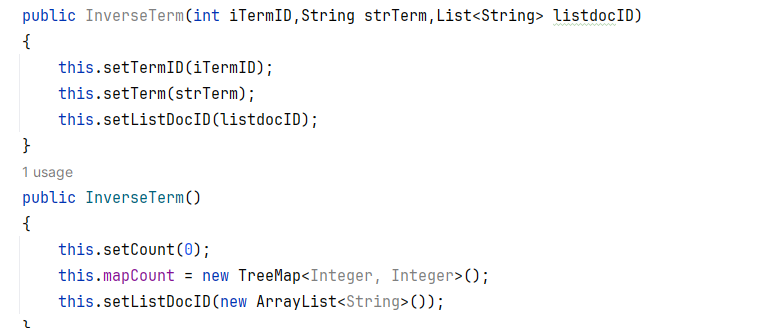 public InverseTerm(int iTermID,String strTerm,List<String> listdocID)
{
    this.setTermID(iTermID);
    this.setTerm(strTerm);
    this.setListDocID(listdocID);
}
1 usage
public InverseTerm()
{
    this.setCount(0);
    this.mapCount = new TreeMap<Integer, Integer>();
    this.setListDocID(new ArrayList<String>());
}